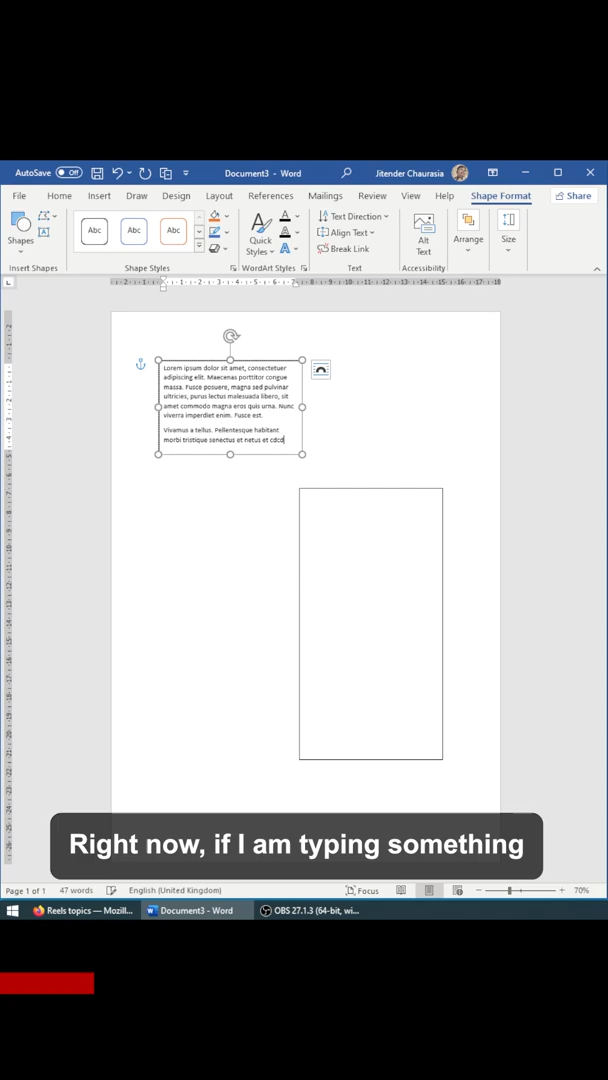 AutoSave Off Document3 - Word Jitender Chaurasia
File Home Insert Draw Design Layout References Mailings Review View Help Shape Format Share
Shapes
Abc Abc Abc
Quick Styles
Text Direction
Align Text
Break Link
Alt Text
Arrange
Size
Insert Shapes Shape Styles WordArt Styles Text Accessibility
Lorem ipsum dolor sit amet, consectetuer
adipiscing elit. Maecenas porttitor congue
massa. Fusce posuere, magna sed pulvinar
ultricies, purus lectus malesuada libero, sit
amet commodo magna eros quis urna. Nunc
viverra imperdiet enim. Fusce est.
Vivamus a tellus. Pellentesque habitant
morbi tristique senectus et netus et cdcd
Right now, if I am typing something
Page 1 of 1 47 words English (United Kingdom) Focus 70%
Reels topics — Mozill... Document3 - Word OBS 27.1.3 (64-bit, wi...